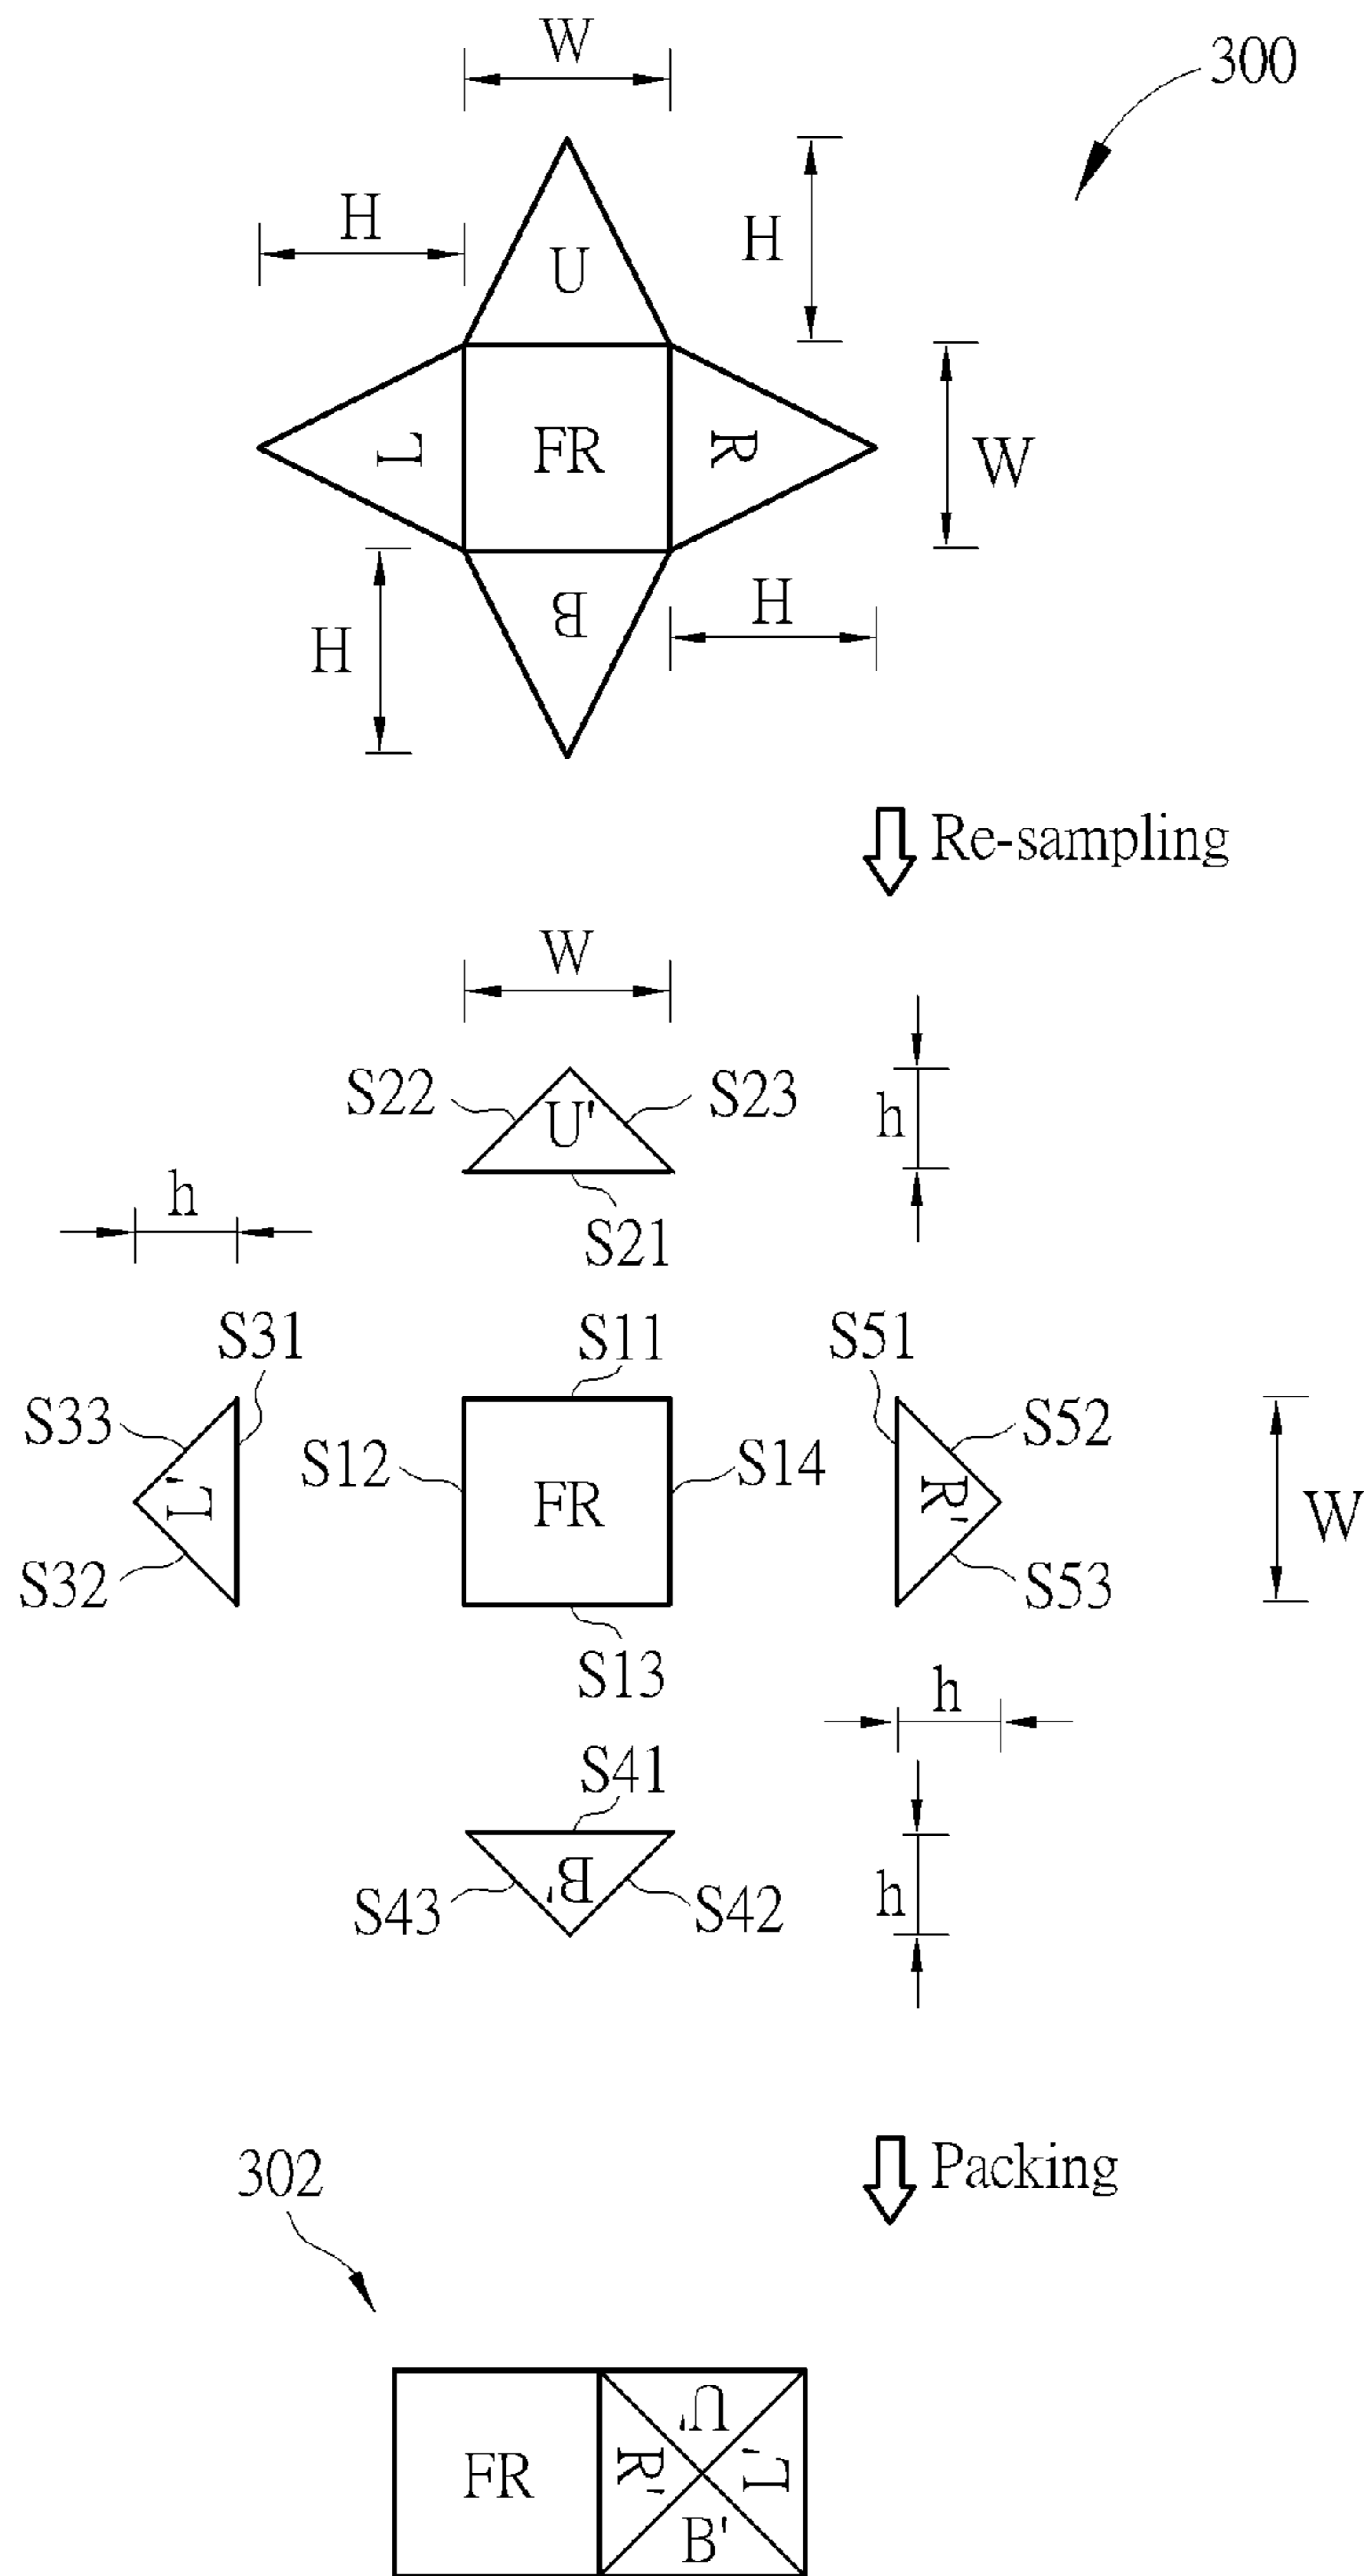 W
300
H
H
U
L
FR
R
W
B
H
H
Re-sampling
W
S22
S23
U'
h
h
S21
S31
S11
S51
S33
S52
S12
S14
L'
FR
R'
W
S32
S53
S13
h
S41
B'
h
S43
S42
302
Packing
U'
FR
R'
L'
B'